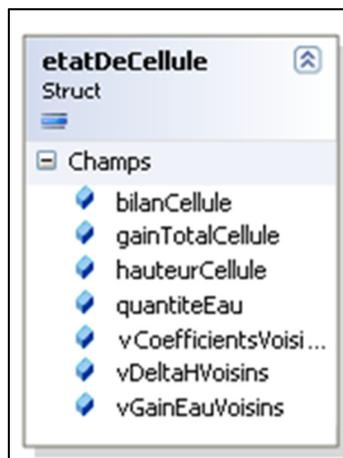 etatDeCellule
Struct
Champs
bilanCellule
gainTotalCellule
hauteurCellule
quantiteEau
vCoefficientsVoisi...
vDeltaHVoisins
vGainEauVoisins